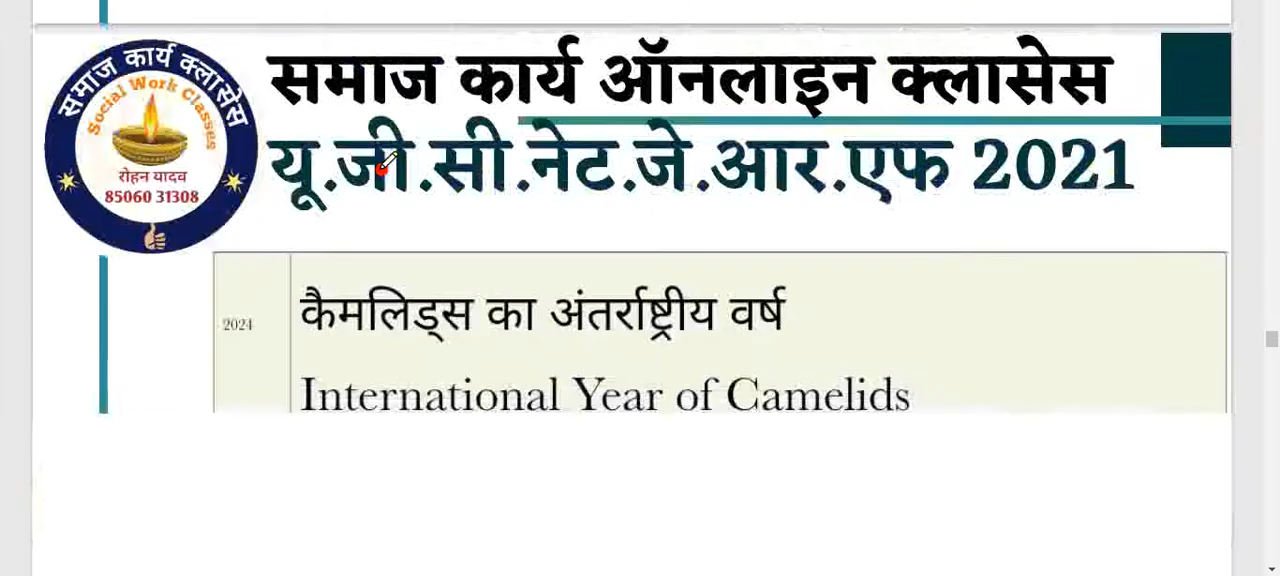 समाज कार्य क्लासेस
Social Work Classes
रोहन यादव
85060 31308
समाज कार्य ऑनलाइन क्लासेस
यू.जी.सी.नेट.जे.आर.एफ 2021
2024
कैमलिड्स का अंतर्राष्ट्रीय वर्ष
International Year of Camelids